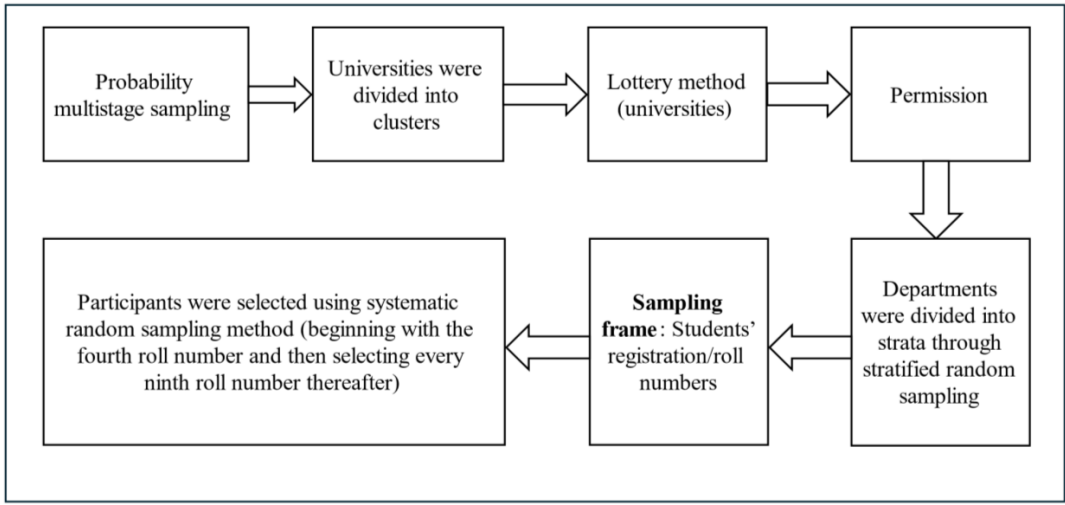 Probability
multistage sampling
Universities were
divided into
clusters
Lottery method
(universities)
Permission
Departments
were divided into
strata through
stratified random
sampling
Sampling
frame: Students’
registration/roll
numbers
Participants were selected using systematic
random sampling method (beginning with the
fourth roll number and then selecting every
ninth roll number thereafter)